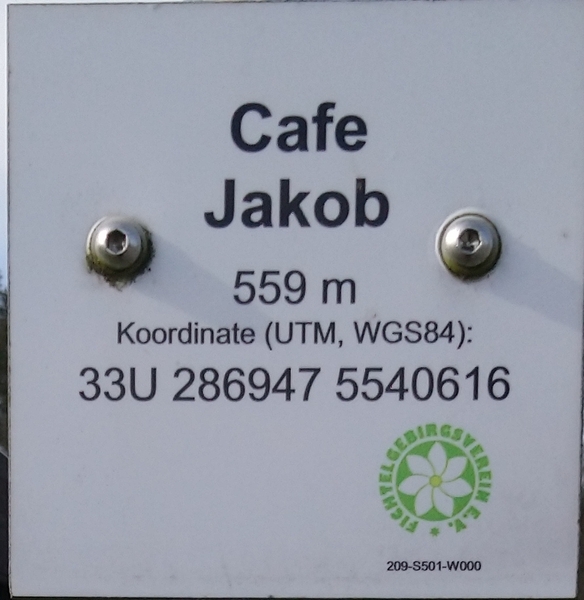 Cafe
Jakob
559 m
Koordinate (UTM, WGS84):
33U 286947 5540616
FICHTELGEBIRGSVEREIN E.V.
209-S501-W000